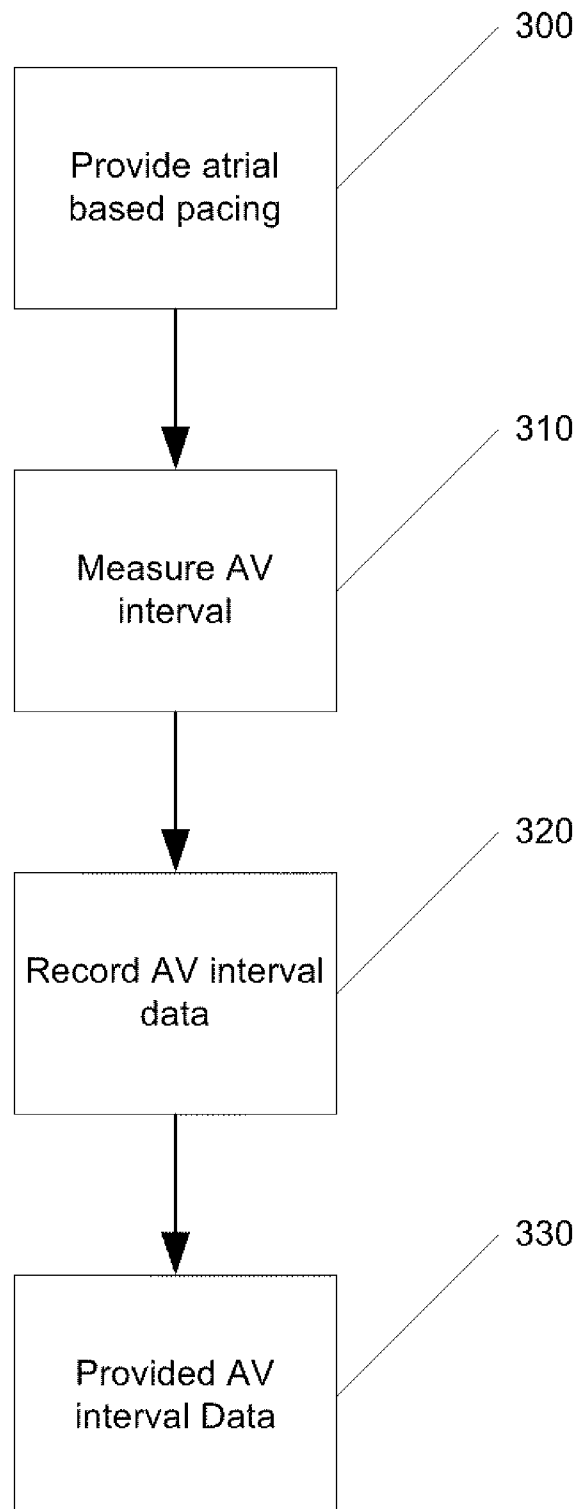 300
Provide atrial
based pacing
310
Measure AV
interval
320
Record AV interval
data
330
Provided AV
interval Data